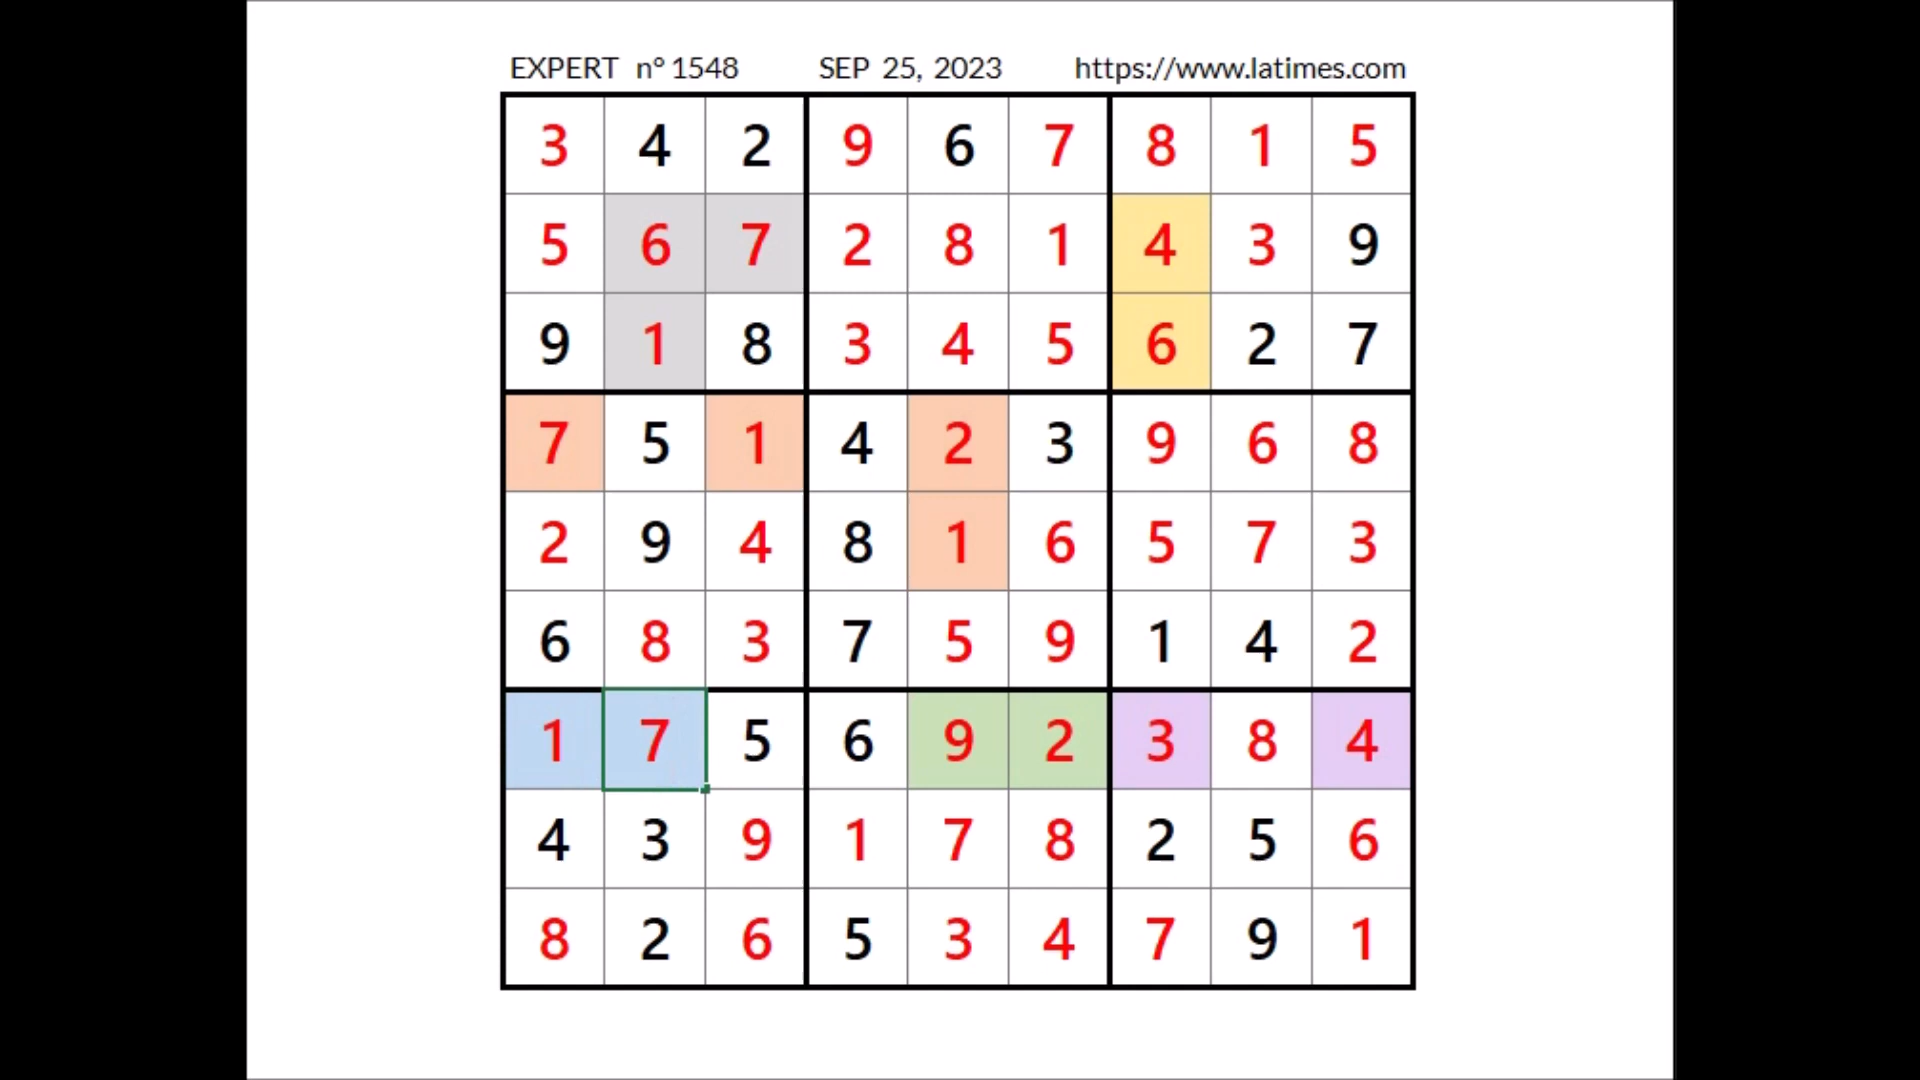 EXPERT n° 1548 SEP 25, 2023 https://www.latimes.com
3 4 2 9 6 7 8 1 5
5 6 7 2 8 1 4 3 9
9 1 8 3 4 5 6 2 7
7 5 1 4 2 3 9 6 8
2 9 4 8 1 6 5 7 3
6 8 3 7 5 9 1 4 2
1 7 5 6 9 2 3 8 4
4 3 9 1 7 8 2 5 6
8 2 6 5 3 4 7 9 1